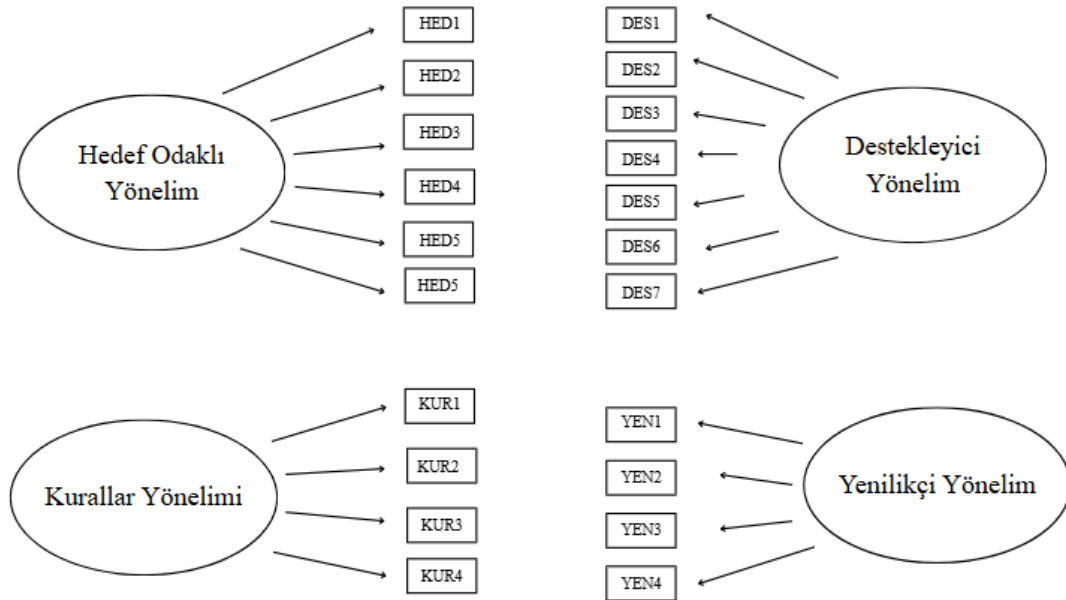 Hedef Odaklı
Yönelim
HED1
HED2
HED3
HED4
HED5
HED5
DES1
DES2
DES3
DES4
DES5
DES6
DES7
Destekleyici
Yönelim
Kurallar Yönelimi
KUR1
KUR2
KUR3
KUR4
YEN1
YEN2
YEN3
YEN4
Yenilikçi Yönelim